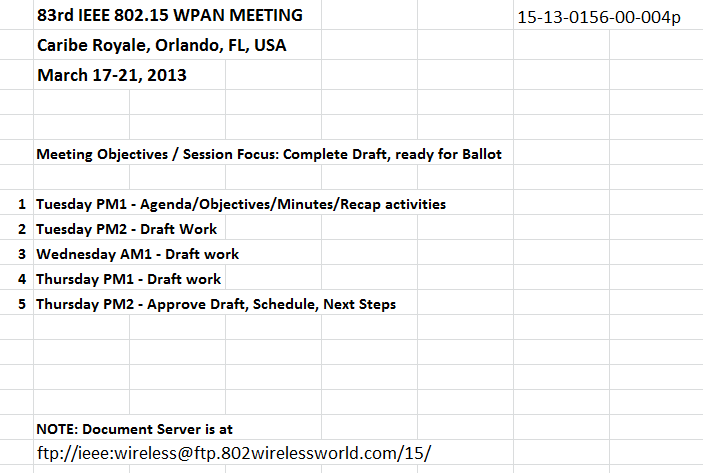 83rd IEEE 802.15 WPAN MEETING
15-13-0156-00-004p
Caribe Royale, Orlando, FL, USA
March 17-21, 2013
Meeting Objectives / Session Focus: Complete Draft, ready for Ballot
1 Tuesday PM1 - Agenda/Objectives/Minutes/Recap activities
2 Tuesday PM2 - Draft Work
3 Wednesday AM1 - Draft work
4 Thursday PM1 - Draft work
5 Thursday PM2 - Approve Draft, Schedule, Next Steps
NOTE: Document Server is at
ftp://ieee:wireless@ftp.802wirelessworld.com/15/